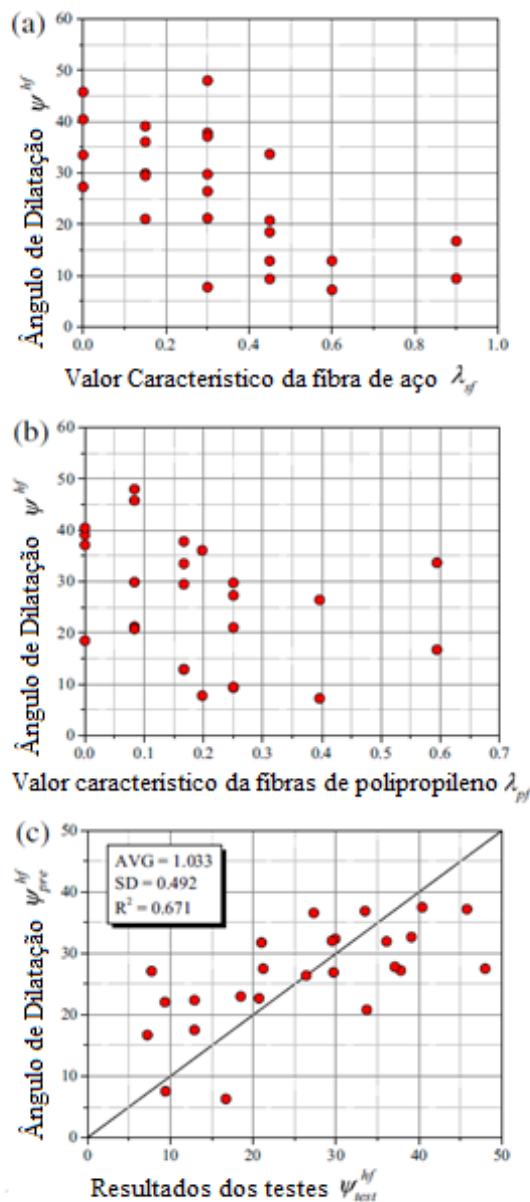 (a)
Ângulo de Dilatação ψ^hf
60
50
40
30
20
10
0
0.0 0.2 0.4 0.6 0.8 1.0
Valor Característico da fibra de aço λ_sf
(b)
Ângulo de Dilatação ψ^hf
60
50
40
30
20
10
0
0.0 0.1 0.2 0.3 0.4 0.5 0.6 0.7
Valor característico da fibras de polipropileno λ_pf
(c)
Ângulo de Dilatação ψ^hf_pre
50
40
30
20
10
0
AVG = 1.033
SD = 0.492
R² = 0.671
0 10 20 30 40 50
Resultados dos testes ψ^hf_test